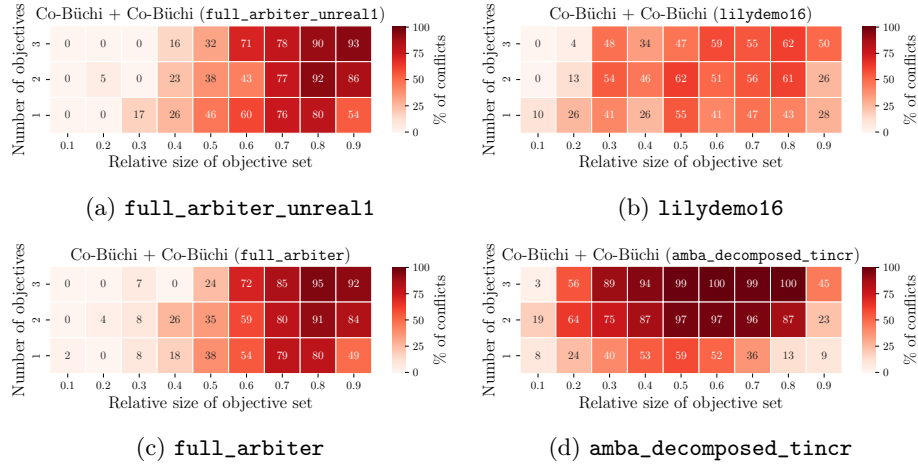 Co-Büchi + Co-Büchi (full_arbiter_unreal1)
Number of objectives
3 0 0 0 16 32 71 78 90 93
2 0 5 0 23 38 43 77 92 86
1 0 0 17 26 46 60 76 80 54
0.1 0.2 0.3 0.4 0.5 0.6 0.7 0.8 0.9
Relative size of objective set
100
75
50
25
0
% of conflicts
(a) full_arbiter_unreal1
Co-Büchi + Co-Büchi (lilydemo16)
Number of objectives
3 0 4 48 34 47 59 55 62 50
2 0 13 54 46 62 51 56 61 26
1 10 26 41 26 55 41 47 43 28
0.1 0.2 0.3 0.4 0.5 0.6 0.7 0.8 0.9
Relative size of objective set
100
75
50
25
0
% of conflicts
(b) lilydemo16
Co-Büchi + Co-Büchi (full_arbiter)
Number of objectives
3 0 0 7 0 24 72 85 95 92
2 0 4 8 26 35 59 80 91 84
1 2 0 8 18 38 54 79 80 49
0.1 0.2 0.3 0.4 0.5 0.6 0.7 0.8 0.9
Relative size of objective set
100
75
50
25
0
% of conflicts
(c) full_arbiter
Co-Büchi + Co-Büchi (amba_decomposed_tincr)
Number of objectives
3 3 56 89 94 99 100 99 100 45
2 19 64 75 87 97 97 96 87 23
1 8 24 40 53 59 52 36 13 9
0.1 0.2 0.3 0.4 0.5 0.6 0.7 0.8 0.9
Relative size of objective set
100
75
50
25
0
% of conflicts
(d) amba_decomposed_tincr